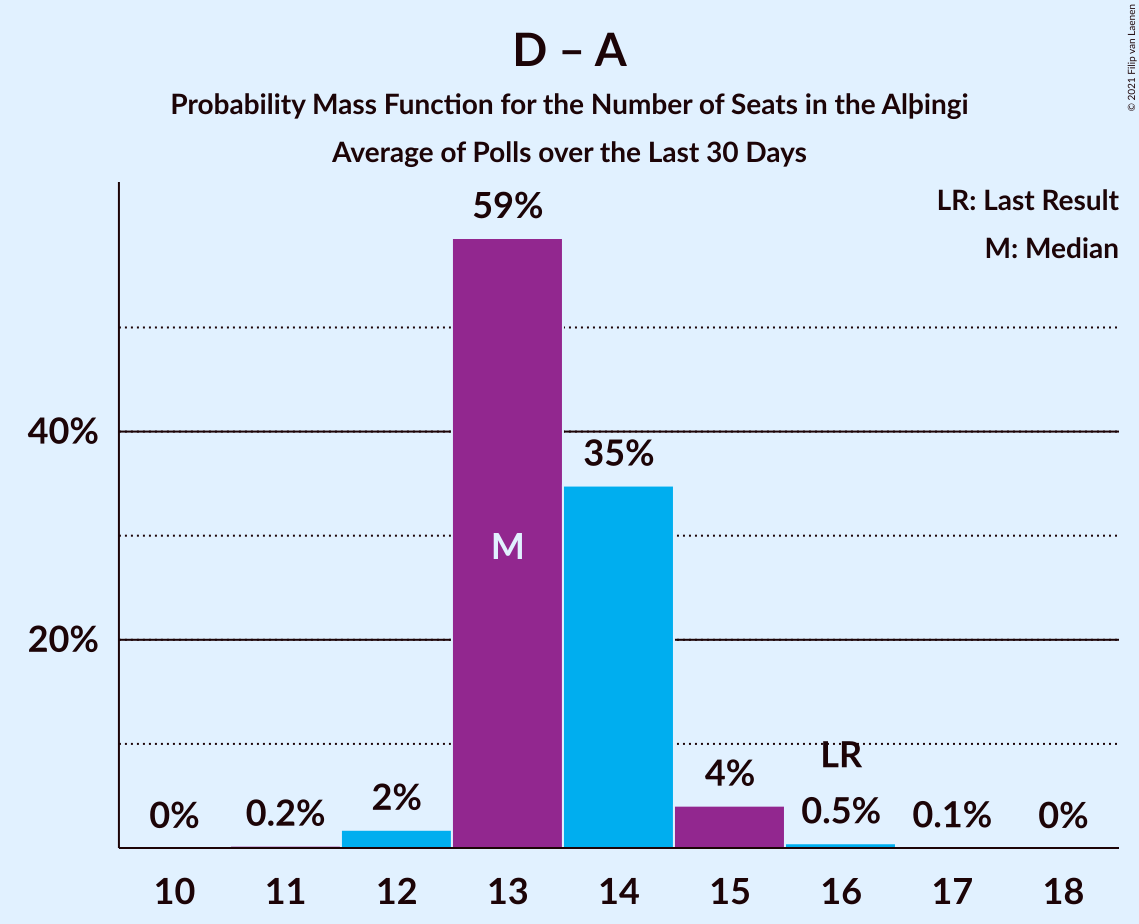 D – A
Probability Mass Function for the Number of Seats in the Alþingi
Average of Polls over the Last 30 Days
© 2021 Filip van Laenen
LR: Last Result
M: Median
59%
40%
35%
M
20%
LR
0%
0.2%
2%
4%
0.5%
0.1%
0%
10 11 12 13 14 15 16 17 18